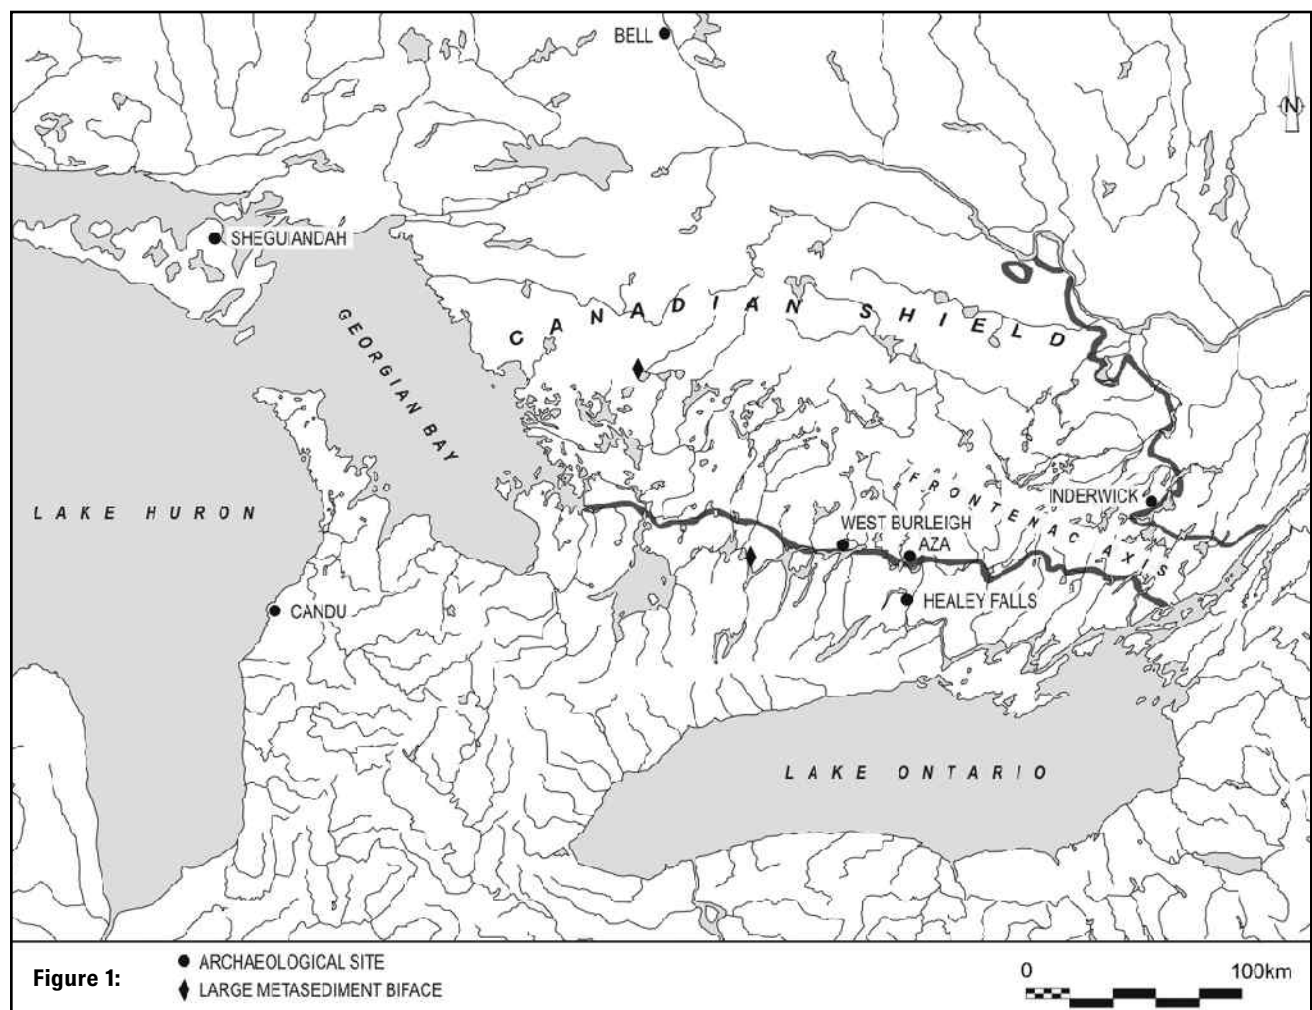 BELL
N
SHEGUIANDAH
CANADIAN SHIELD
GEORGIAN BAY
LAKE HURON
FRONTENAC AXIS
INDERWICK
WEST BURLEIGH
AZA
HEALEY FALLS
CANDU
LAKE ONTARIO
Figure 1:
ARCHAEOLOGICAL SITE
LARGE METASEDIMENT BIFACE
0 100km